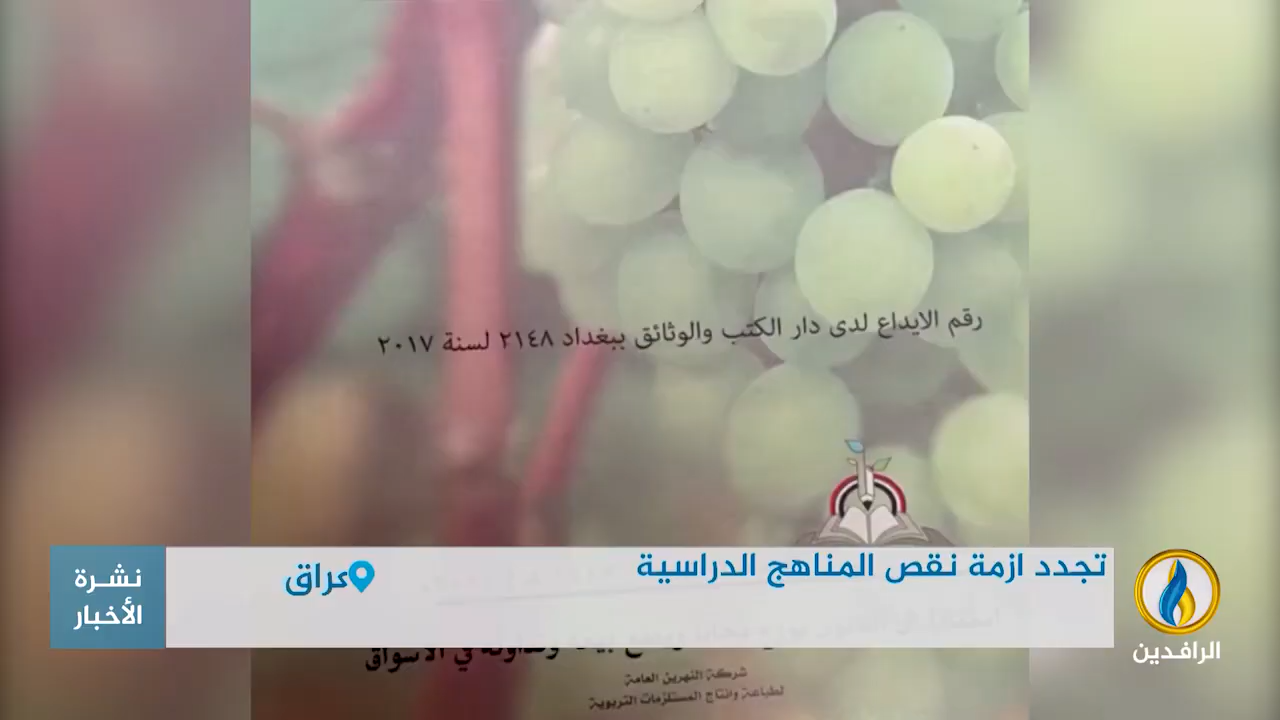 رقم الايداع لدى دار الكتب والوثائق ببغداد ٢١٤٨ لسنة ٢٠١٧
تجدد ازمة نقص المناهج الدراسية
عراق
نشرة
الأخبار
الرافدين
وتداوله في الاسواق
شركة النهرين العامة
لطباعة وانتاج المستلزمات التربوية